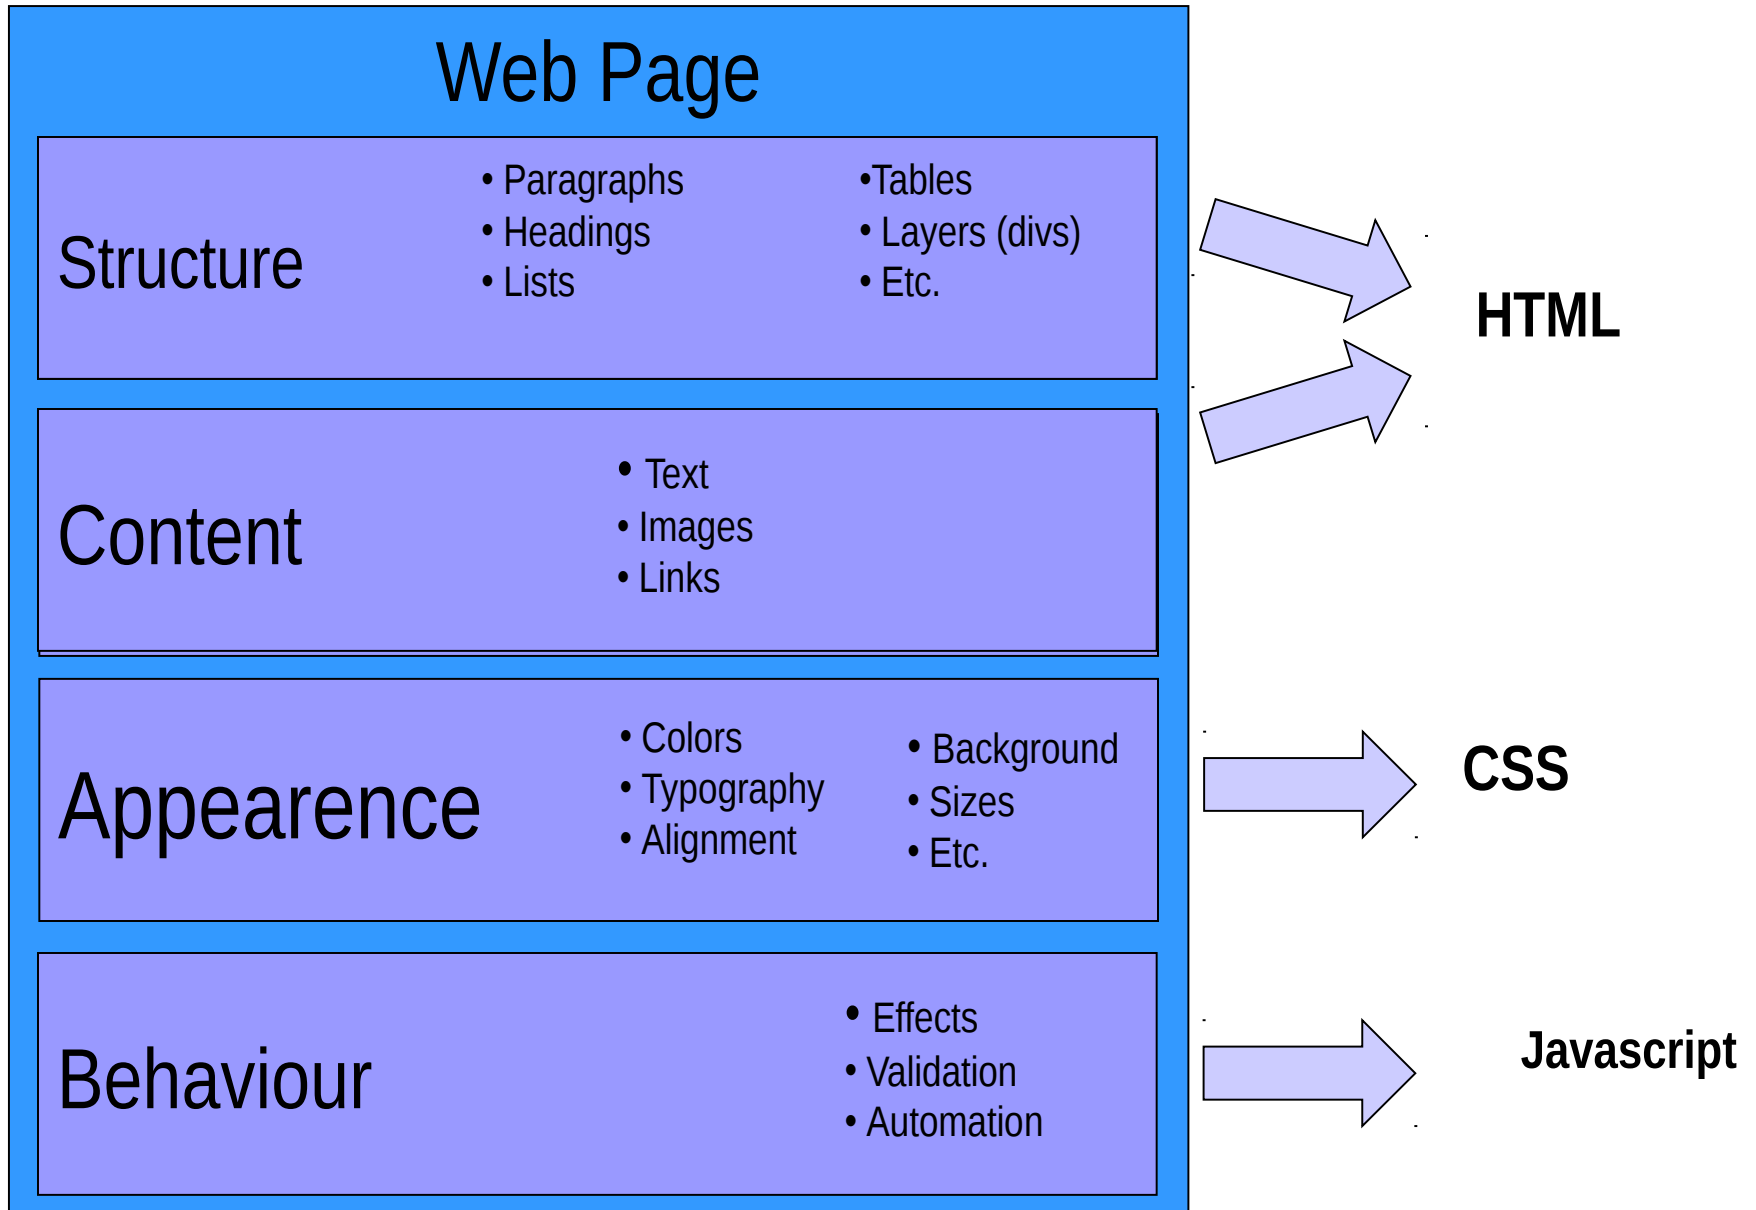 Web Page
Structure
• Paragraphs
• Headings
• Lists
•Tables
• Layers (divs)
• Etc.
HTML
Content
• Text
• Images
• Links
Appearence
• Colors
• Typography
• Alignment
• Background
• Sizes
• Etc.
CSS
Behaviour
• Effects
• Validation
• Automation
Javascript